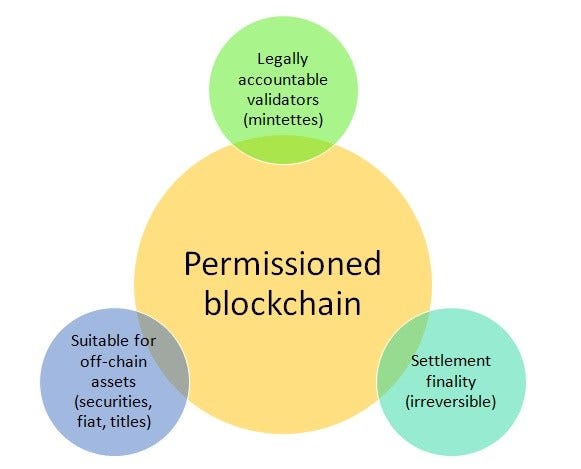 Legally
accountable
validators
(mintettes)
Permissioned
blockchain
Suitable for
off-chain
assets
(securities,
fiat, titles)
Settlement
finality
(irreversible)